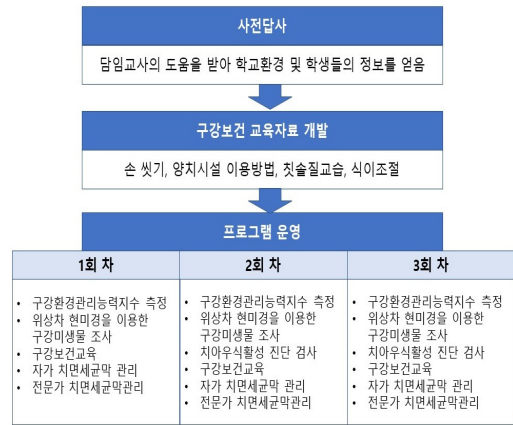 사전답사
담임교사의 도움을 받아 학교환경 및 학생들의 정보를 얻음
구강보건 교육자료 개발
손 씻기, 양치시설 이용방법, 칫솔질교습, 식이조절
프로그램 운영
1회 차
• 구강환경관리능력지수 측정
• 위상차 현미경을 이용한
구강미생물 조사
• 구강보건교육
• 자가 치면세균막 관리
• 전문가 치면세균막관리
2회 차
• 구강환경관리능력지수 측정
• 위상차 현미경을 이용한
구강미생물 조사
• 치아우식활성 진단 검사
• 구강보건교육
• 자가 치면세균막 관리
• 전문가 치면세균막관리
3회 차
• 구강환경관리능력지수 측정
• 위상차 현미경을 이용한
구강미생물 조사
• 치아우식활성 진단 검사
• 구강보건교육
• 자가 치면세균막 관리
• 전문가 치면세균막관리